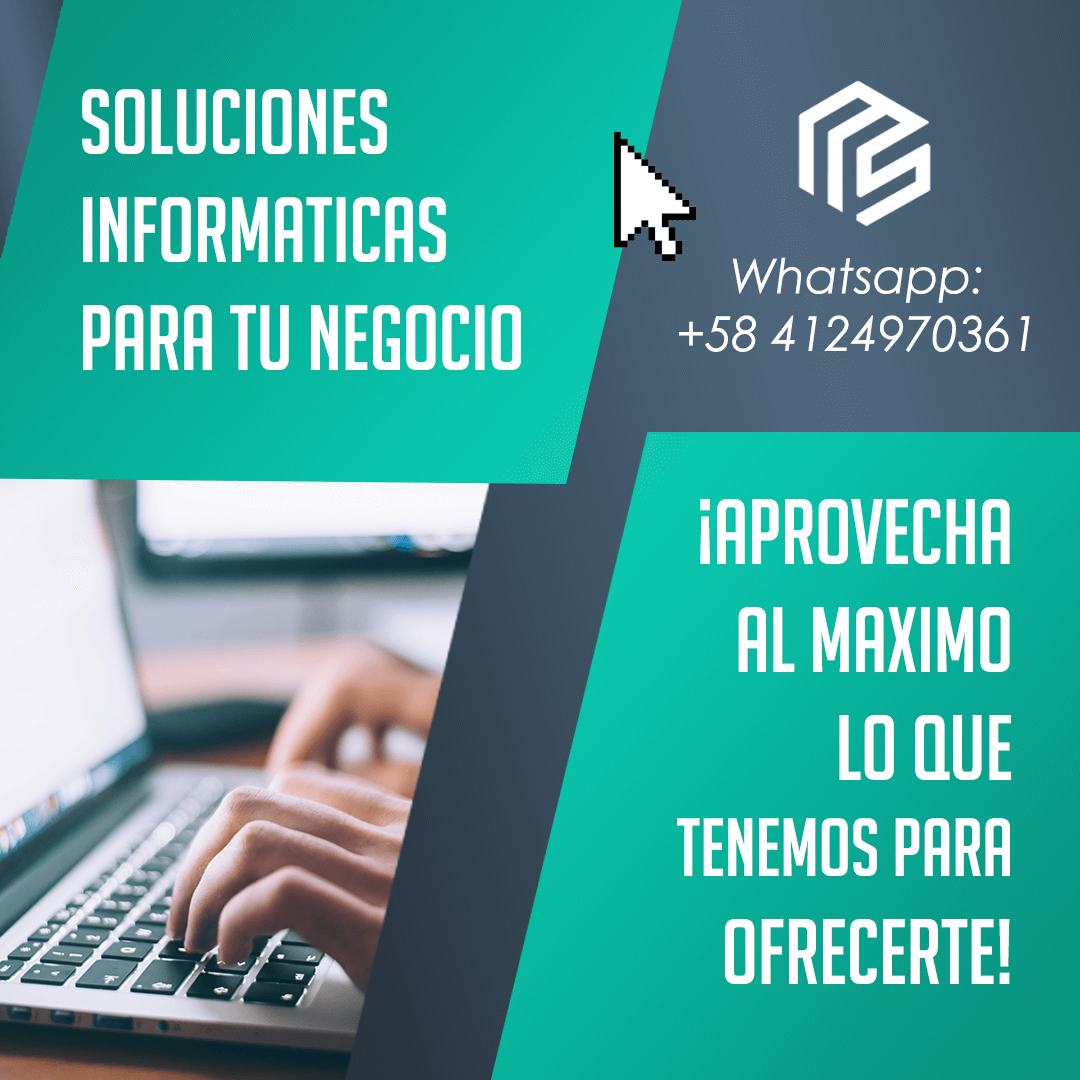 SOLUCIONES
INFORMATICAS
PARA TU NEGOCIO
Whatsapp:
+58 4124970361
¡APROVECHA
AL MAXIMO
LO QUE
TENEMOS PARA
OFRECERTE!